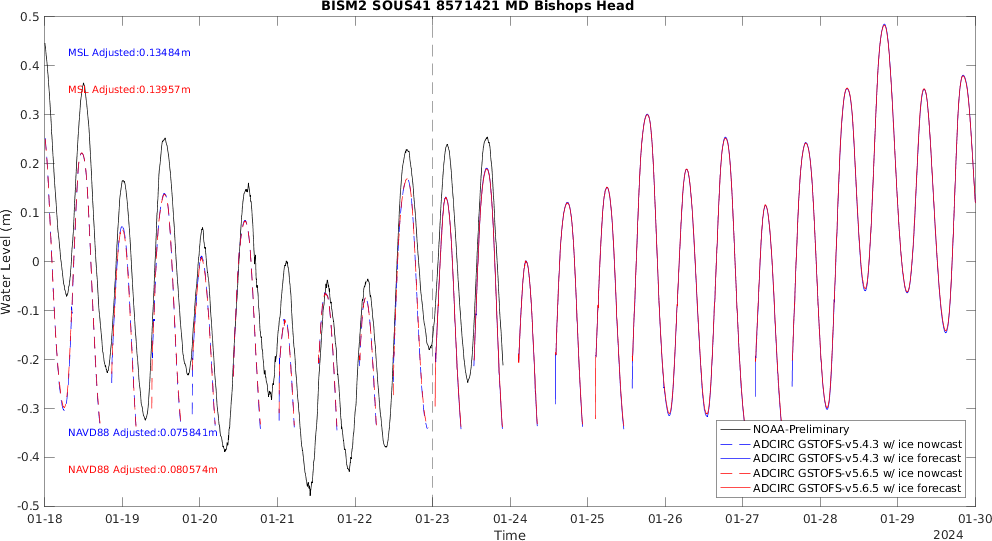 BISM2 SOUS41 8571421 MD Bishops Head
0.5
0.4
0.3
0.2
0.1
0
-0.1
-0.2
-0.3
-0.4
-0.5
Water Level (m)
MSL Adjusted:0.13484m
MSL Adjusted:0.13957m
NAVD88 Adjusted:0.075841m
NAVD88 Adjusted:0.080574m
NOAA-Preliminary
ADCIRC GSTOFS-v5.4.3 w/ ice nowcast
ADCIRC GSTOFS-v5.4.3 w/ ice forecast
ADCIRC GSTOFS-v5.6.5 w/ ice nowcast
ADCIRC GSTOFS-v5.6.5 w/ ice forecast
01-18 01-19 01-20 01-21 01-22 01-23 01-24 01-25 01-26 01-27 01-28 01-29 01-30
Time
2024